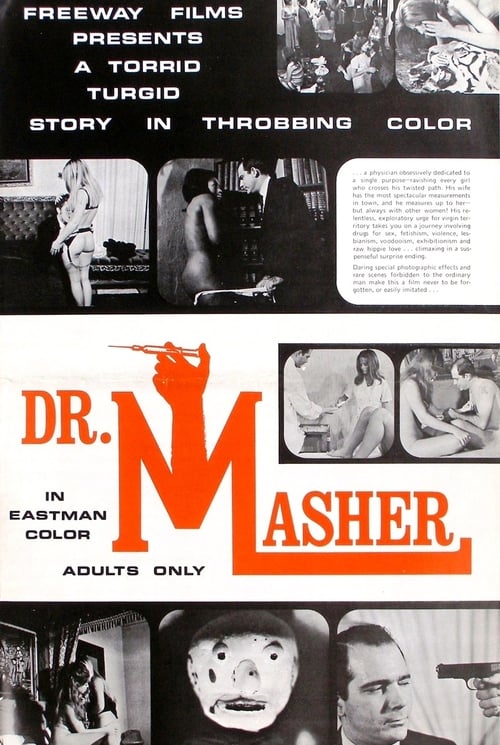 FREEWAY FILMS
PRESENTS
A TORRID
TURGID
STORY IN THROBBING COLOR
. . . a physician obsessively dedicated to
a single purpose—ravishing every girl
who crosses his twisted path. His wife
has the most spectacular measurements
in town, and he measures up to her—
but always with other women! His re-
lentless, exploratory urge for virgin ter-
ritory takes you on a journey involving
drugs for sex, fetishism, violence, les-
bianism, voodooism, exhibitionism and
raw hippie love . . . climaxing in a sus-
penseful surprise ending.
Daring special photographic effects and
rare scenes forbidden to the ordinary
man make this a film never to be for-
gotten, or easily imitated . . .
DR. MASHER
IN
EASTMAN
COLOR
ADULTS ONLY